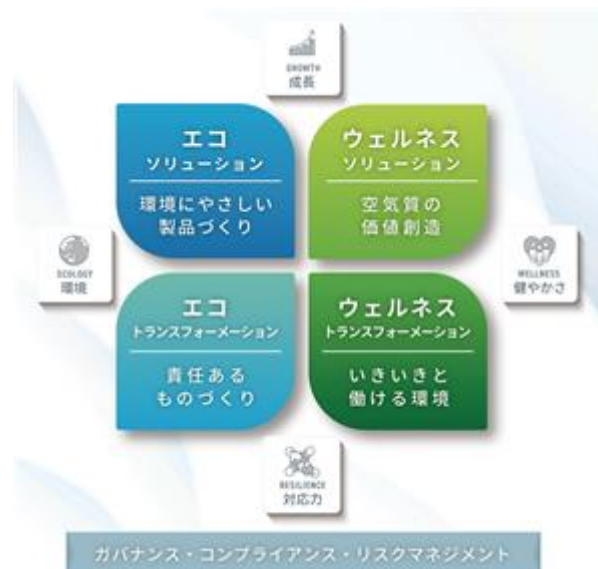 GROWTH
成長
エコ
ソリューション
環境にやさしい
製品づくり
ウェルネス
ソリューション
空気質の
価値創造
ECOLOGY
環境
WELLNESS
健やかさ
エコ
トランスフォーメーション
責任ある
ものづくり
ウェルネス
トランスフォーメーション
いきいきと
働ける環境
RESILIENCE
対応力
ガバナンス・コンプライアンス・リスクマネジメント